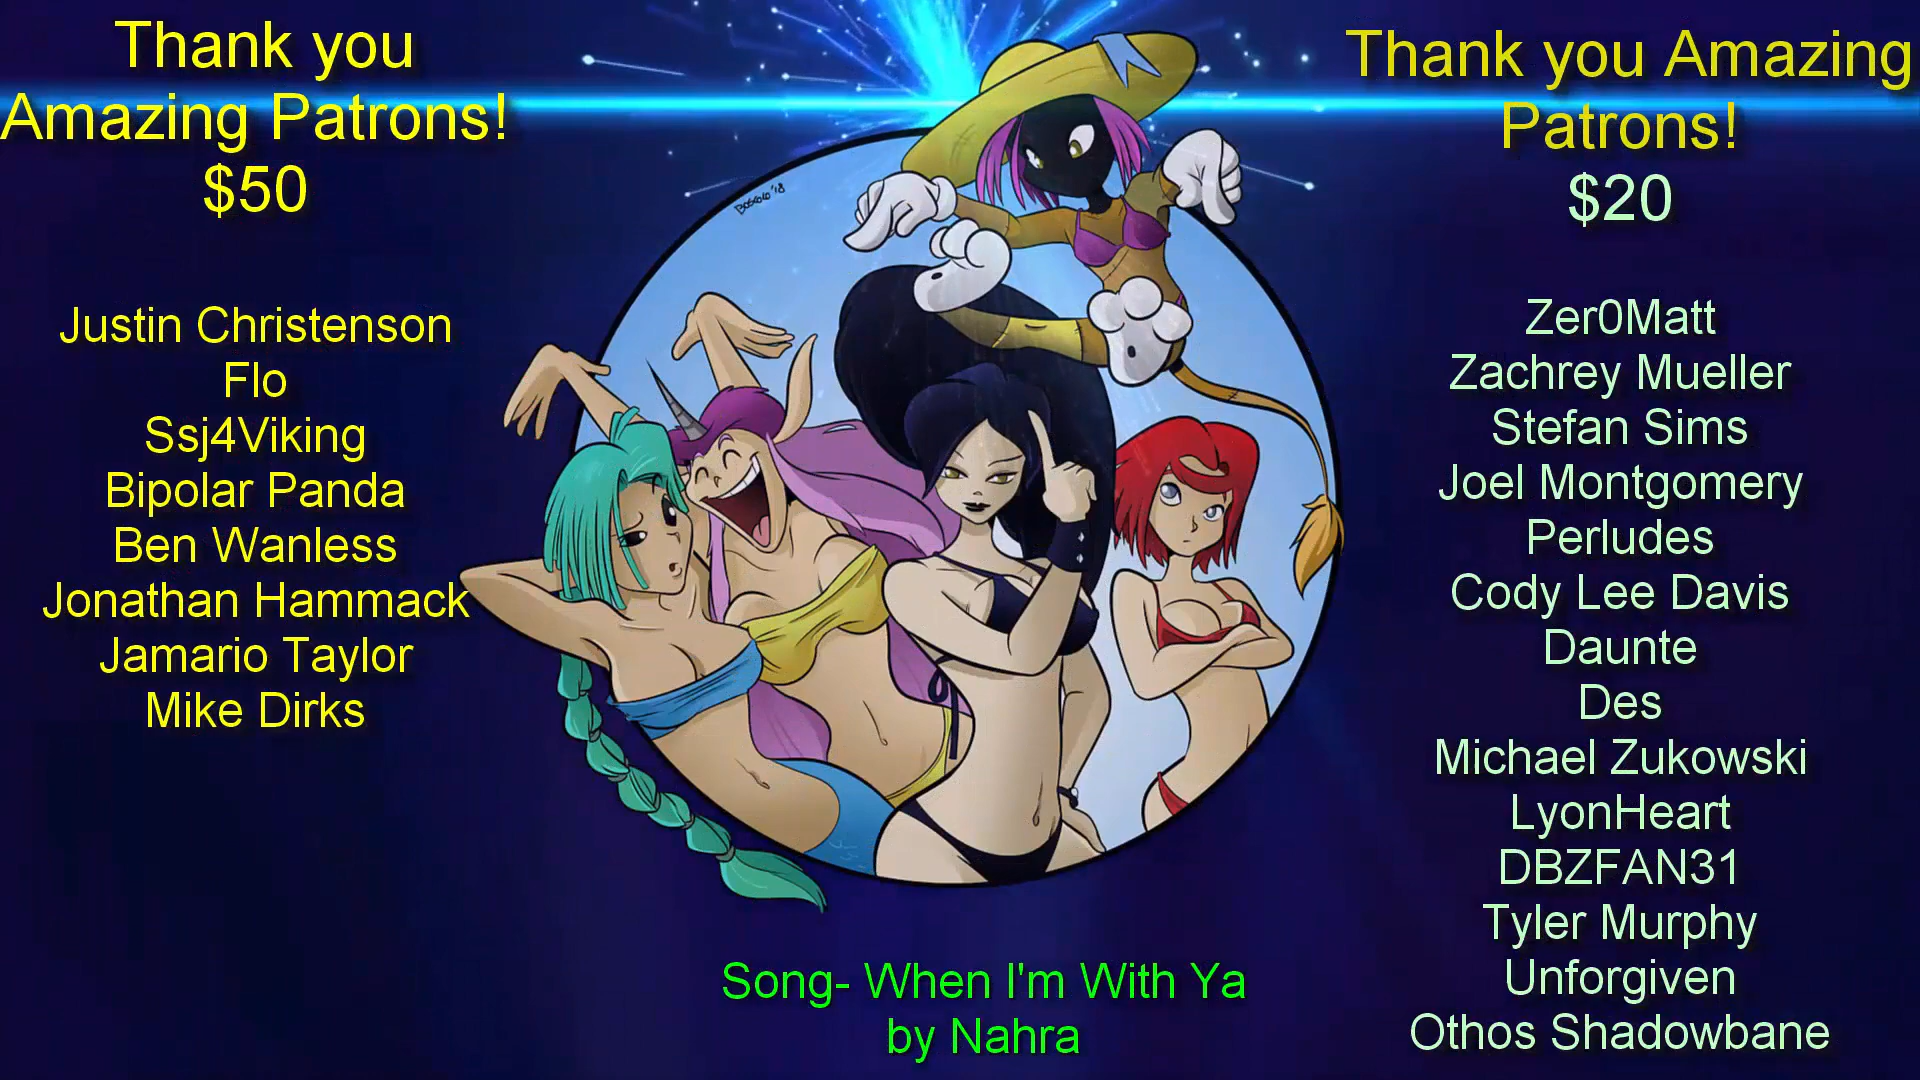 Thank you
Amazing Patrons!
$50
Justin Christenson
Flo
Ssj4Viking
Bipolar Panda
Ben Wanless
Jonathan Hammack
Jamario Taylor
Mike Dirks
Thank you Amazing
Patrons!
$20
Zer0Matt
Zachrey Mueller
Stefan Sims
Joel Montgomery
Perludes
Cody Lee Davis
Daunte
Des
Michael Zukowski
LyonHeart
DBZFAN31
Tyler Murphy
Unforgiven
Othos Shadowbane
Song- When I'm With Ya
by Nahra